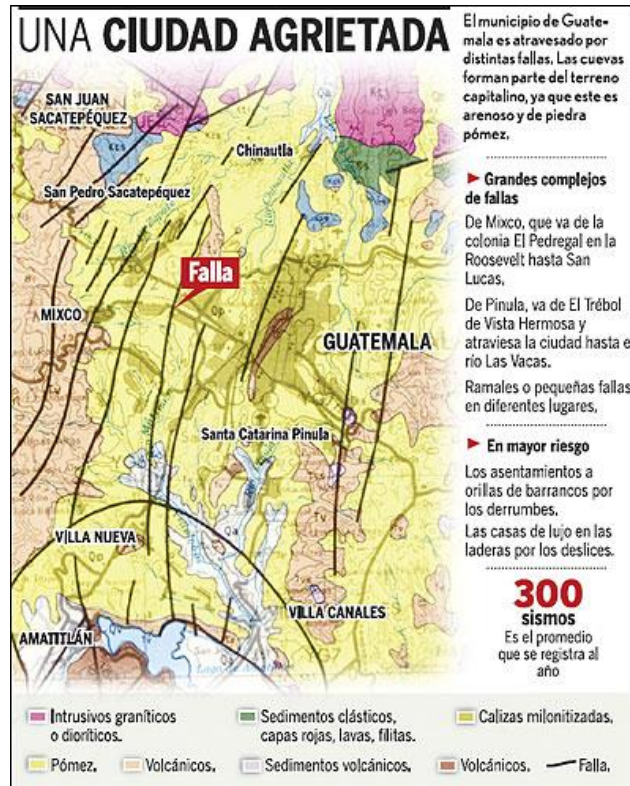 UNA CIUDAD AGRIETADA
El municipio de Guate-
mala es atravesado por
distintas fallas. Las cuevas
forman parte del terreno
capitalino, ya que este es
arenoso y de piedra
pómez.
► Grandes complejos
de fallas
De Mixco, que va de la
colonia El Pedregal en la
Roosevelt hasta San
Lucas.
De Pinula, va de El Trébol
de Vista Hermosa y
atraviesa la ciudad hasta e
río Las Vacas.
Ramales o pequeñas fallas
en diferentes lugares.
► En mayor riesgo
Los asentamientos a
orillas de barrancos por
los derrumbes.
Las casas de lujo en las
laderas por los deslices.
300
sismos
Es el promedio
que se registra al
año
SAN JUAN
SACATEPÉQUEZ
Chinautla
San Pedro Sacatepéquez
Falla
MIXCO
GUATEMALA
Santa Catarina Pinula
VILLA NUEVA
VILLA CANALES
AMATITLÁN
Qa
Qp
Qa
Intrusivos graníticos
o dioríticos.
Sedimentos clásticos,
capas rojas, lavas, filitas.
Calizas milonitizadas.
Pómez.
Volcánicos.
Sedimentos volcánicos.
Volcánicos.
Falla.